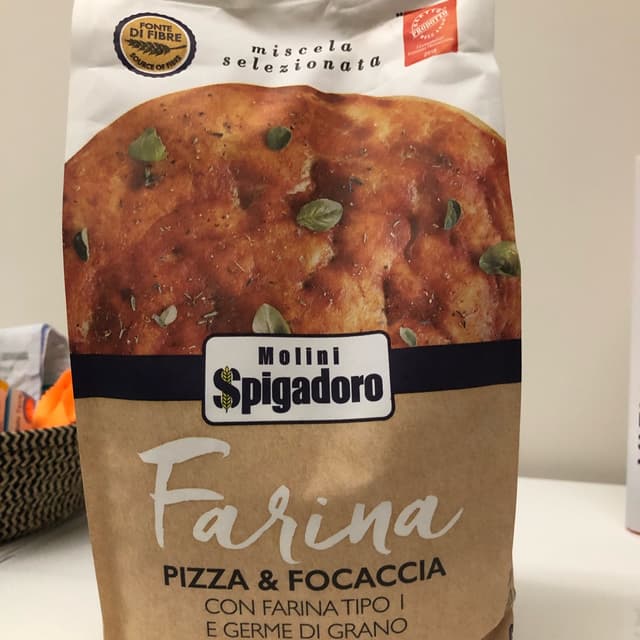 FONTE
DI FIBRE
SOURCE OF FIBRE
miscela
selezionata
PRODOTTO
Molini
Spigadoro
Farina
PIZZA & FOCACCIA
CON FARINA TIPO 1
E GERME DI GRANO